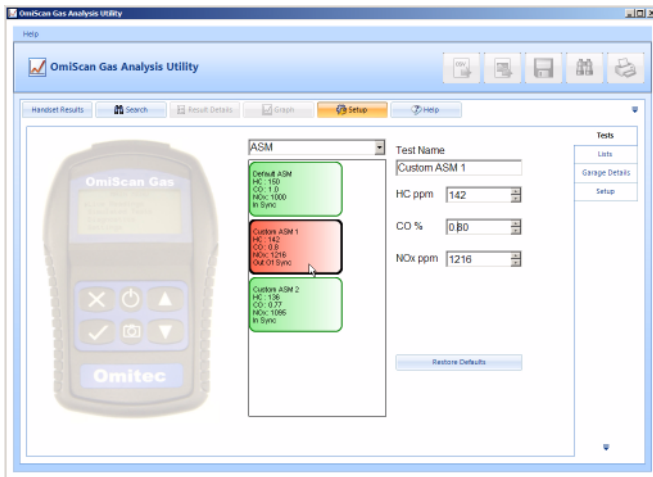 OmiScan Gas Analysis Utility
Help
OmiScan Gas Analysis Utility
Handset Results
Search
Result Details
Graph
Setup
Help
Tests
Lists
Garage Details
Setup
OmiScan Gas
Omitec
ASM
Default ASM
HC : 150
CO : 1.0
NOx: 1000
In Sync
Custom ASM 1
HC : 142
CO : 0.8
NOx: 1216
Out Of Sync
Custom ASM 2
HC : 136
CO : 0.77
NOx: 1095
In Sync
Test Name
Custom ASM 1
HC ppm 142
CO % 0.80
NOx ppm 1216
Restore Defaults